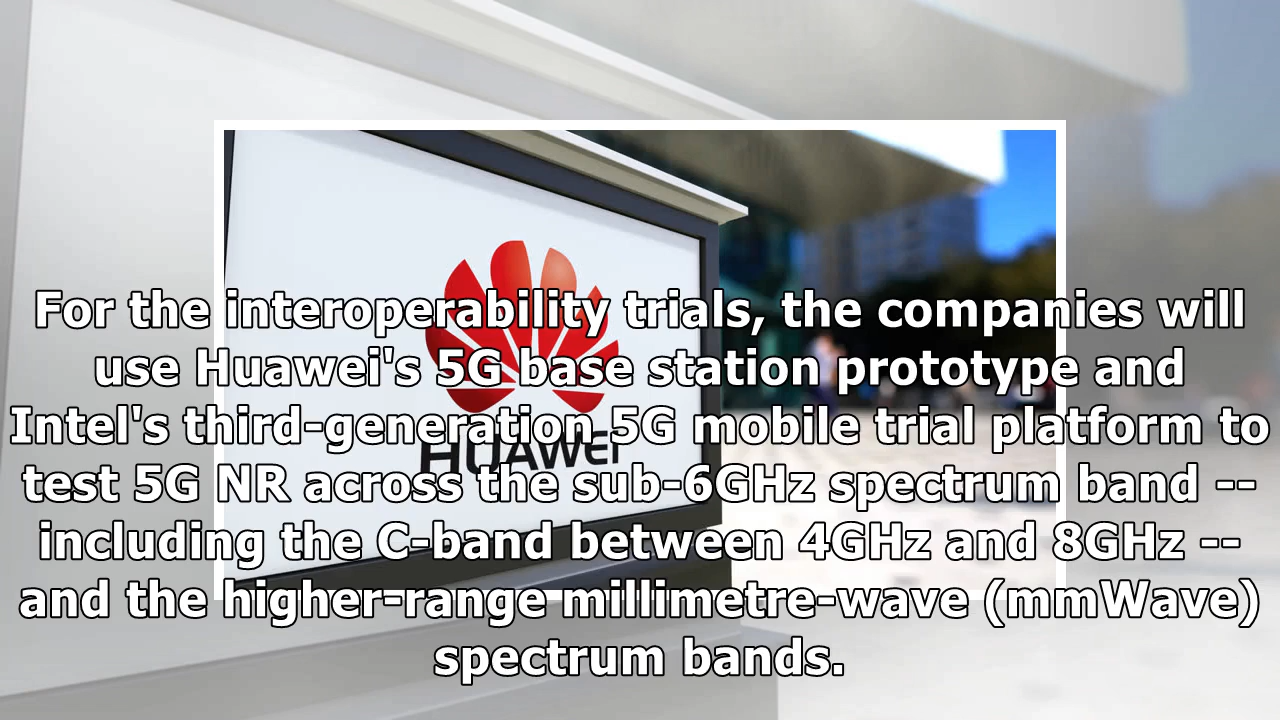 For the interoperability trials, the companies will
use Huawei's 5G base station prototype and
Intel's third-generation 5G mobile trial platform to
test 5G NR across the sub-6GHz spectrum band --
including the C-band between 4GHz and 8GHz --
and the higher-range millimetre-wave (mmWave)
spectrum bands.
HUAWEI